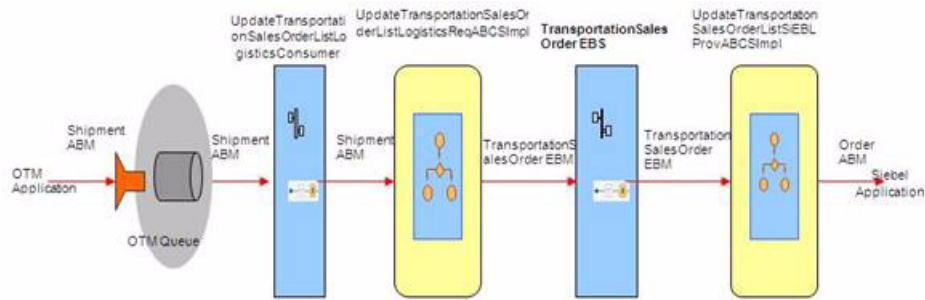 UpdateTransportati
onSalesOrderListLo
gisticsConsumer
UpdateTransportationSalesOr
derListLogisticsReqABCSImpl
TransportationSales
Order EBS
UpdateTransportation
SalesOrderListSIEBL
ProvABCSImpl
Shipment
ABM
Shipment
ABM
Shipment
ABM
TransportationS
alesOrder EBM
Transportation
SalesOrder
EBM
Order
ABM
OTM
Application
Siebel
Application
OTM Queue